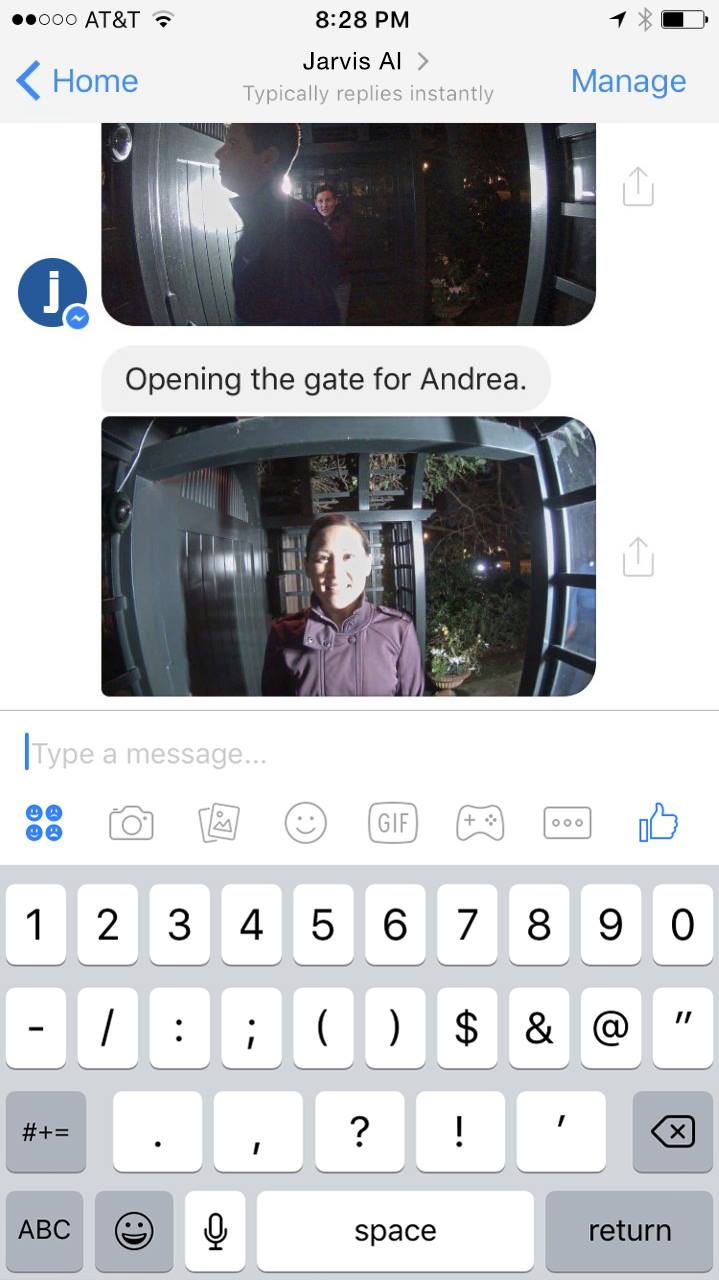 AT&T 8:28 PM
Home Jarvis AI Manage
Typically replies instantly
j
Opening the gate for Andrea.
Type a message...
GIF
1 2 3 4 5 6 7 8 9 0
- / : ; ( ) $ & @ "
#+= . , ? ! '
ABC space return